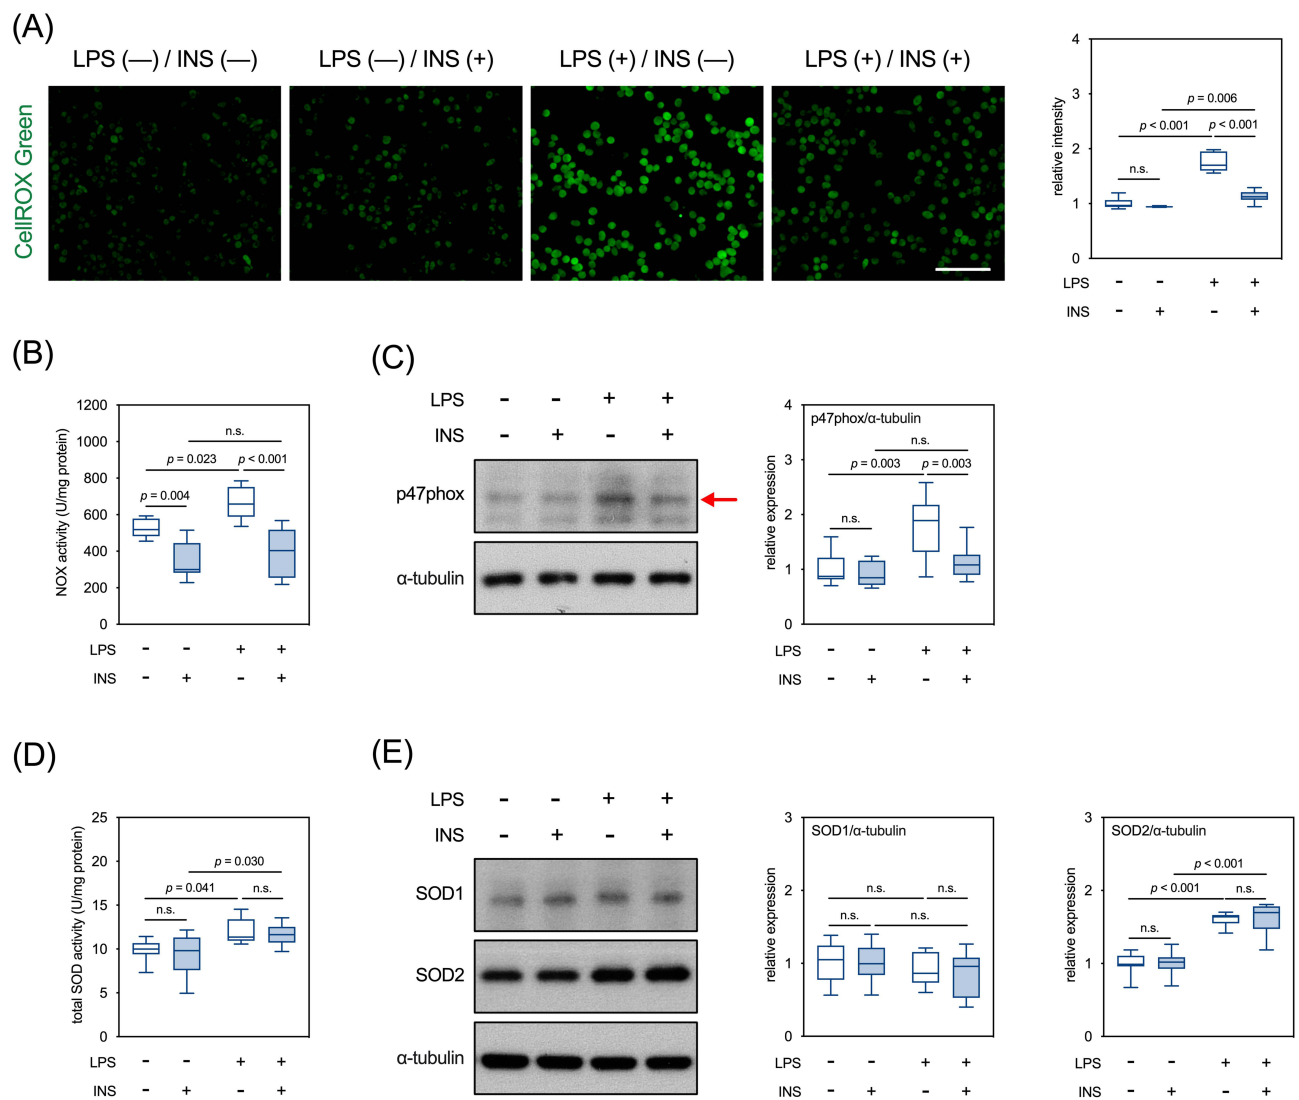 (A)
LPS (—) / INS (—)
LPS (—) / INS (+)
LPS (+) / INS (—)
LPS (+) / INS (+)
CellROX Green
relative intensity
4
3
2
1
0
p = 0.006
p < 0.001
p < 0.001
n.s.
LPS - - + +
INS - + - +
(B)
NOX activity (U/mg protein)
1200
1000
800
600
400
200
0
n.s.
p = 0.023
p < 0.001
p = 0.004
LPS - - + +
INS - + - +
(C)
LPS - - + +
INS - + - +
p47phox
α-tubulin
relative expression
4
3
2
1
0
p47phox/α-tubulin
n.s.
p = 0.003
p = 0.003
n.s.
LPS - - + +
INS - + - +
(D)
total SOD activity (U/mg protein)
25
20
15
10
5
0
p = 0.030
p = 0.041
n.s.
n.s.
LPS - - + +
INS - + - +
(E)
LPS - - + +
INS - + - +
SOD1
SOD2
α-tubulin
relative expression
3
2
1
0
SOD1/α-tubulin
n.s.
n.s.
n.s.
n.s.
LPS - - + +
INS - + - +
relative expression
3
2
1
0
SOD2/α-tubulin
p < 0.001
p < 0.001
n.s.
n.s.
LPS - - + +
INS - + - +